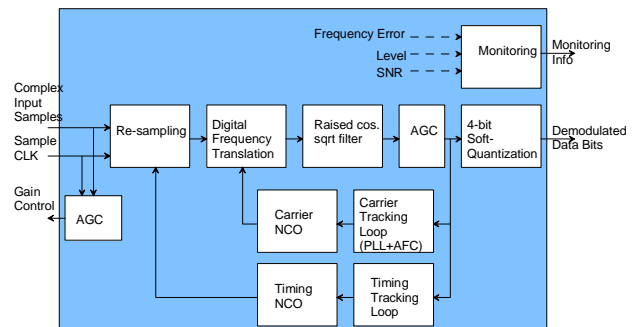 Frequency Error
Level
SNR
Monitoring
Monitoring
Info
Complex
Input
Samples
Sample
CLK
Gain
Control
AGC
Re-sampling
Digital
Frequency
Translation
Raised cos.
sqrt filter
AGC
4-bit
Soft-
Quantization
Demodulated
Data Bits
Carrier
NCO
Carrier
Tracking
Loop
(PLL+AFC)
Timing
NCO
Timing
Tracking
Loop